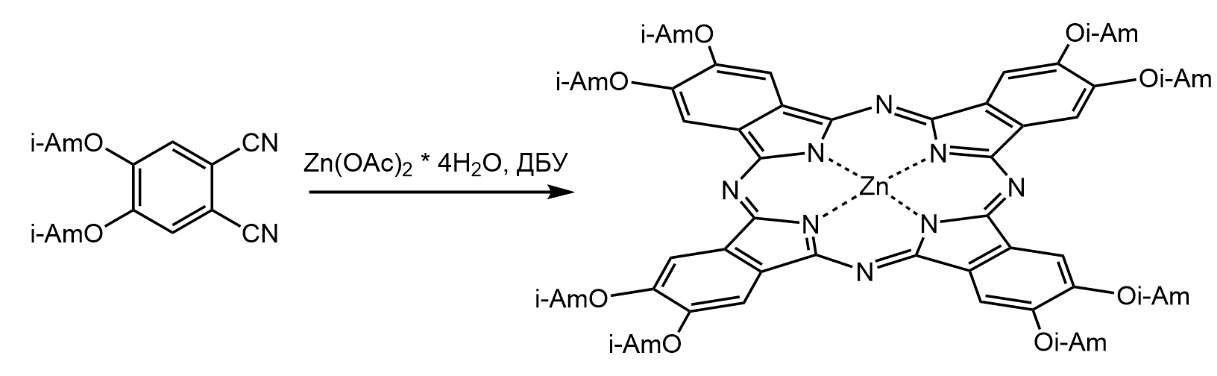 i-AmO
i-AmO
CN
CN
Zn(OAc)₂ * 4H₂O, ДБУ
i-AmO
i-AmO
Oi-Am
Oi-Am
N
N
N
N
Zn
N
N
N
N
i-AmO
i-AmO
Oi-Am
Oi-Am